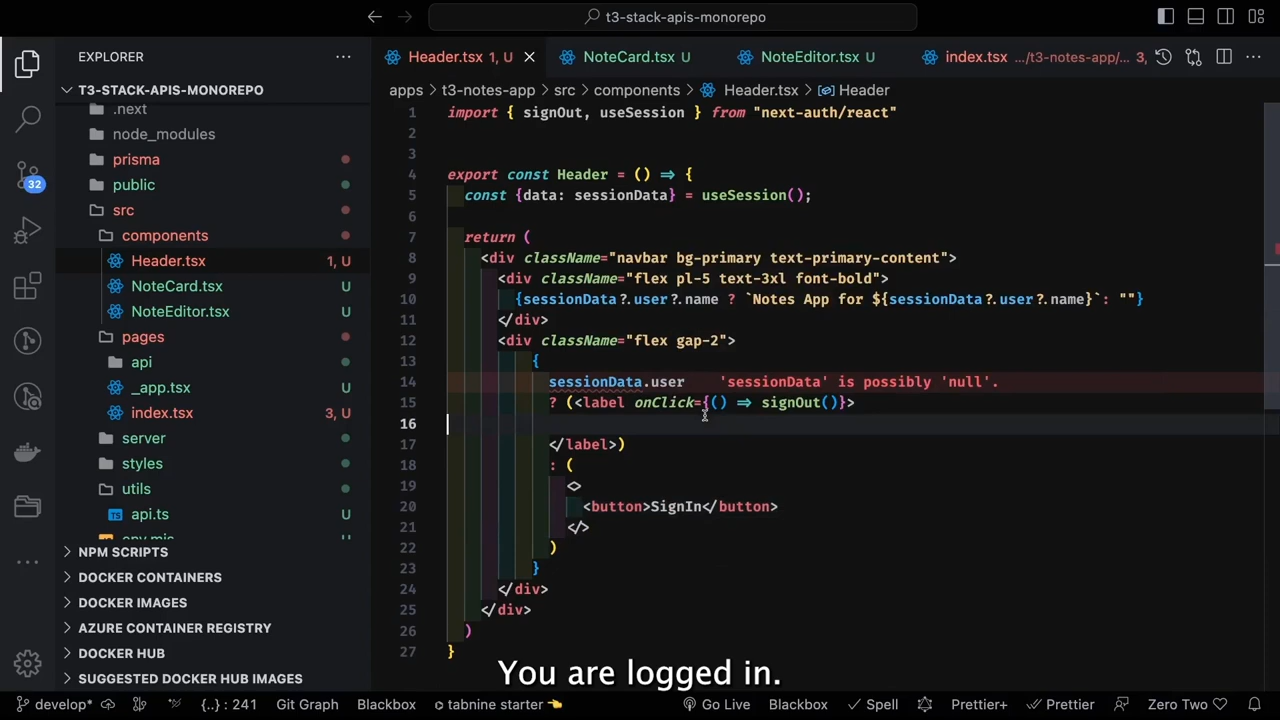 t3-stack-apis-monorepo
EXPLORER
Header.tsx 1, U
NoteCard.tsx U
NoteEditor.tsx U
index.tsx .../t3-notes-app/... 3,
T3-STACK-APIS-MONOREPO
apps > t3-notes-app > src > components > Header.tsx > Header
.next
node_modules
prisma
public
src
components
Header.tsx 1, U
NoteCard.tsx U
NoteEditor.tsx U
pages
api
_app.tsx U
index.tsx 3, U
server
styles
utils
api.ts U
NPM SCRIPTS
DOCKER CONTAINERS
DOCKER IMAGES
AZURE CONTAINER REGISTRY
DOCKER HUB
SUGGESTED DOCKER HUB IMAGES
32
1 import { signOut, useSession } from "next-auth/react"
2
3
4 export const Header = () => {
5 const {data: sessionData} = useSession();
6
7 return (
8 <div className="navbar bg-primary text-primary-content">
9 <div className="flex pl-5 text-3xl font-bold">
10 {sessionData?.user?.name ? `Notes App for ${sessionData?.user?.name}`: ""}
11 </div>
12 <div className="flex gap-2">
13 {
14 sessionData.user 'sessionData' is possibly 'null'.
15 ? (<label onClick={() => signOut()}>
16
17 </label>)
18 : (
19 <>
20 <button>SignIn</button>
21 </>
22 )
23 }
24 </div>
25 </div>
26 )
27 }
You are logged in.
develop* {..} : 241 Git Graph Blackbox tabnine starter Go Live Blackbox Spell Prettier+ Prettier Zero Two